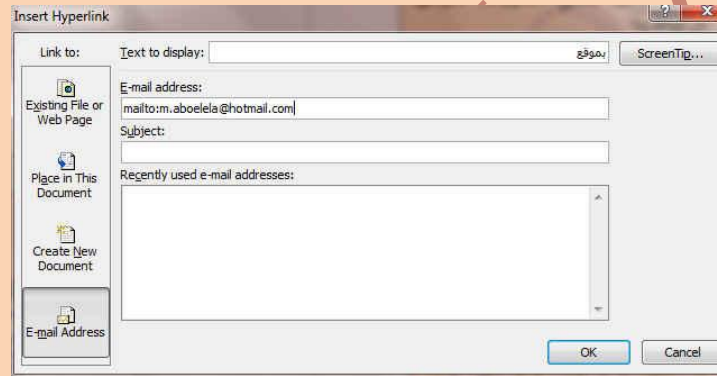 Insert Hyperlink
Link to:
Text to display:
بموقع
ScreenTip...
Existing File or
Web Page
Place in This
Document
Create New
Document
E-mail Address
E-mail address:
mailto:m.aboelela@hotmail.com
Subject:
Recently used e-mail addresses:
OK
Cancel